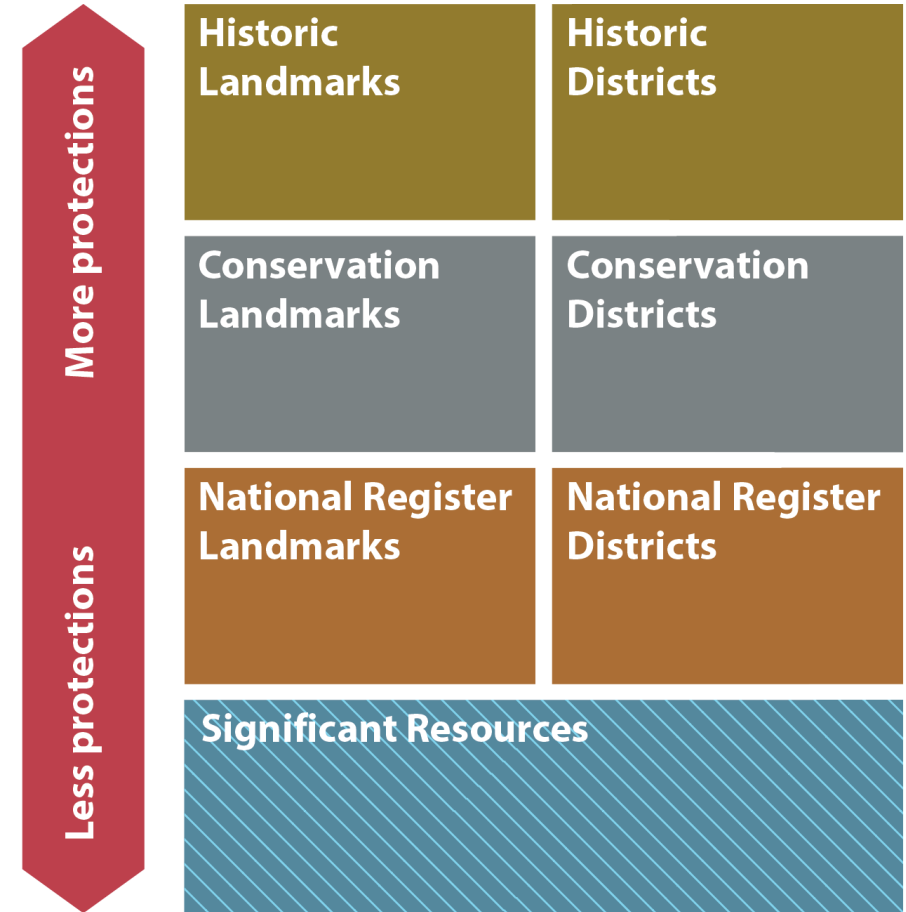 More protections
Less protections
Historic
Landmarks
Historic
Districts
Conservation
Landmarks
Conservation
Districts
National Register
Landmarks
National Register
Districts
Significant Resources